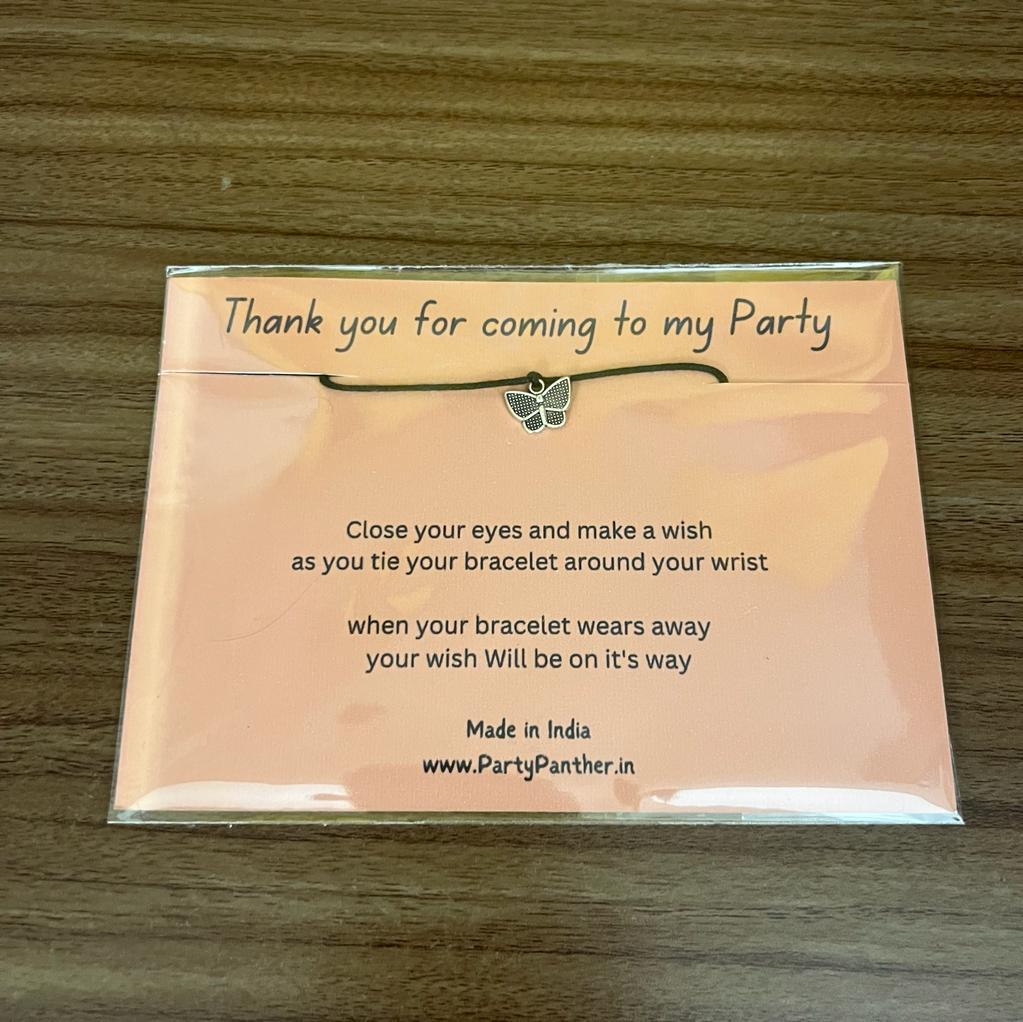 Thank you for coming to my Party
Close your eyes and make a wish
as you tie your bracelet around your wrist
when your bracelet wears away
your wish Will be on it's way
Made in India
www.PartyPanther.in